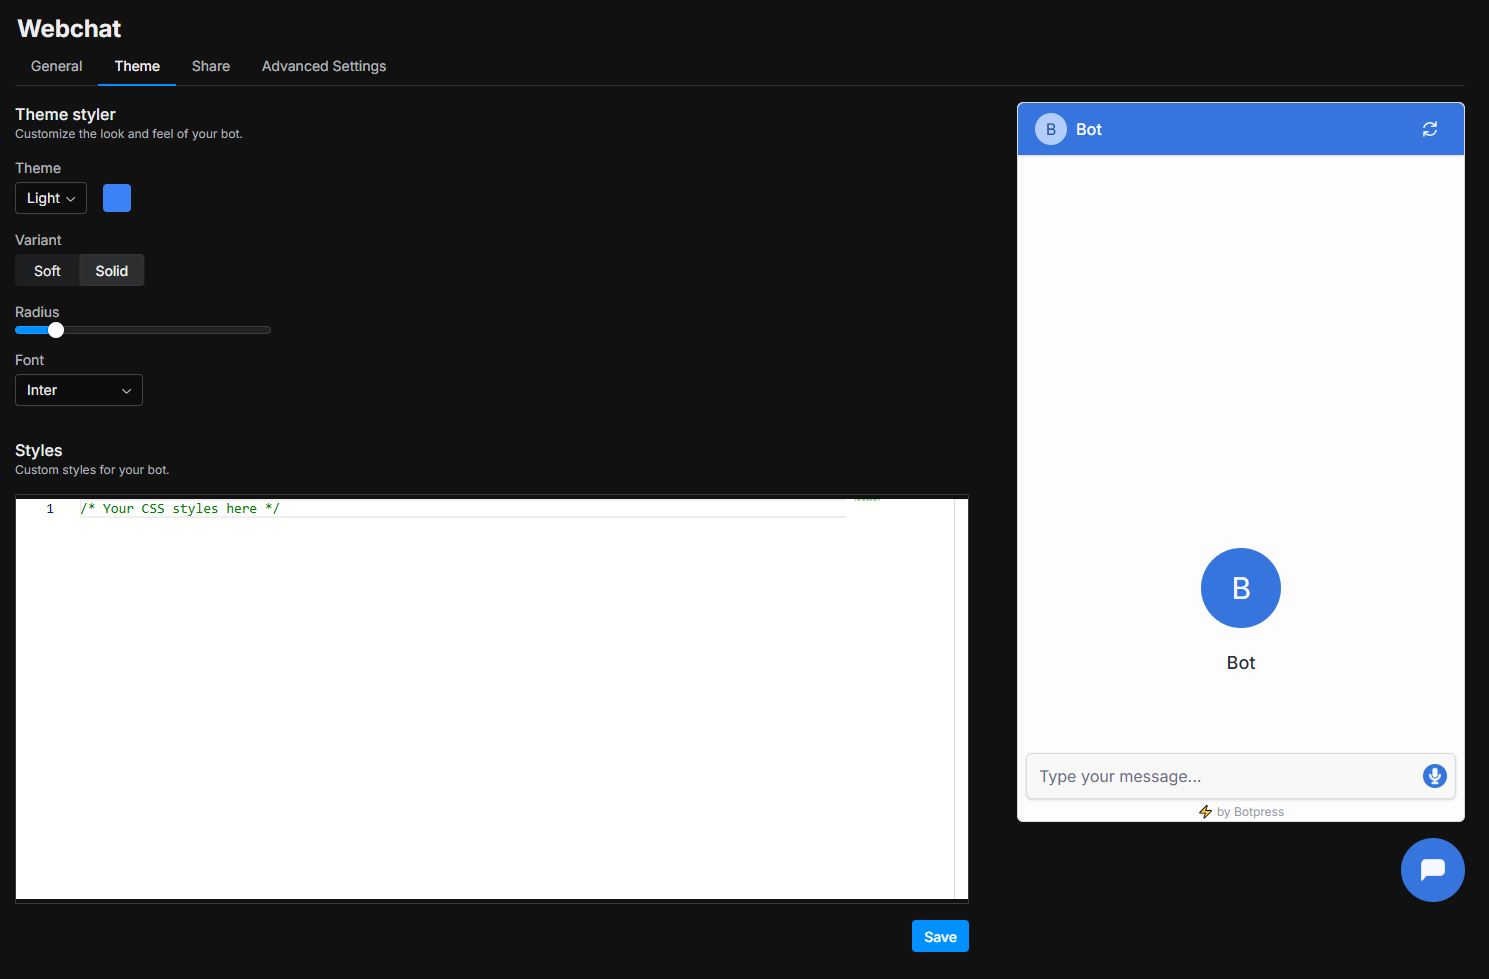 Webchat
General Theme Share Advanced Settings
Theme styler
Customize the look and feel of your bot.
Theme
Light
Variant
Soft Solid
Radius
Font
Inter
Styles
Custom styles for your bot.
1 /* Your CSS styles here */
Save
B Bot
B
Bot
Type your message...
by Botpress